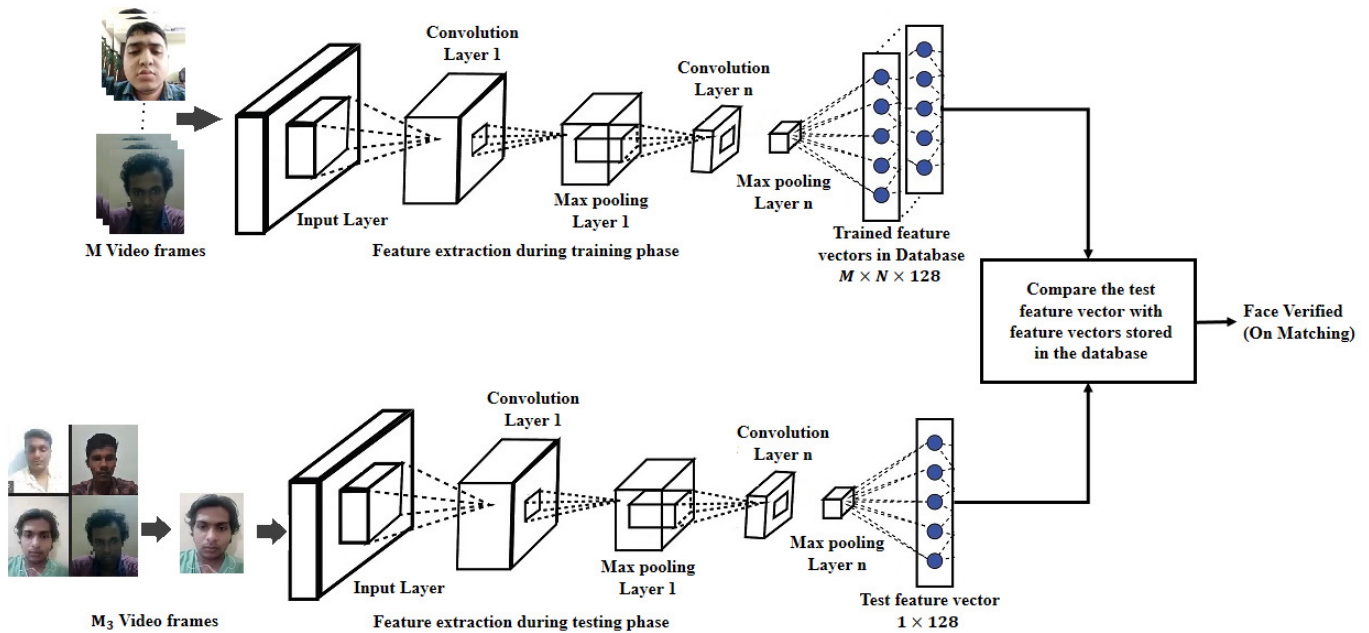 Convolution
Layer 1
Convolution
Layer n
Input Layer
Max pooling
Layer 1
Max pooling
Layer n
M Video frames
Feature extraction during training phase
Trained feature
vectors in Database
M × N × 128
Compare the test
feature vector with
feature vectors stored
in the database
Face Verified
(On Matching)
Convolution
Layer 1
Convolution
Layer n
Input Layer
Max pooling
Layer 1
Max pooling
Layer n
M₃ Video frames
Feature extraction during testing phase
Test feature vector
1 × 128